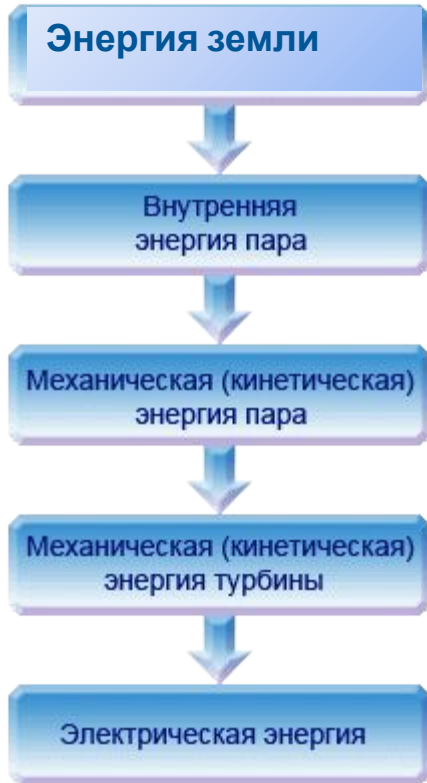 Энергия земли
Внутренняя
энергия пара
Механическая (кинетическая)
энергия пара
Механическая (кинетическая)
энергия турбины
Электрическая энергия